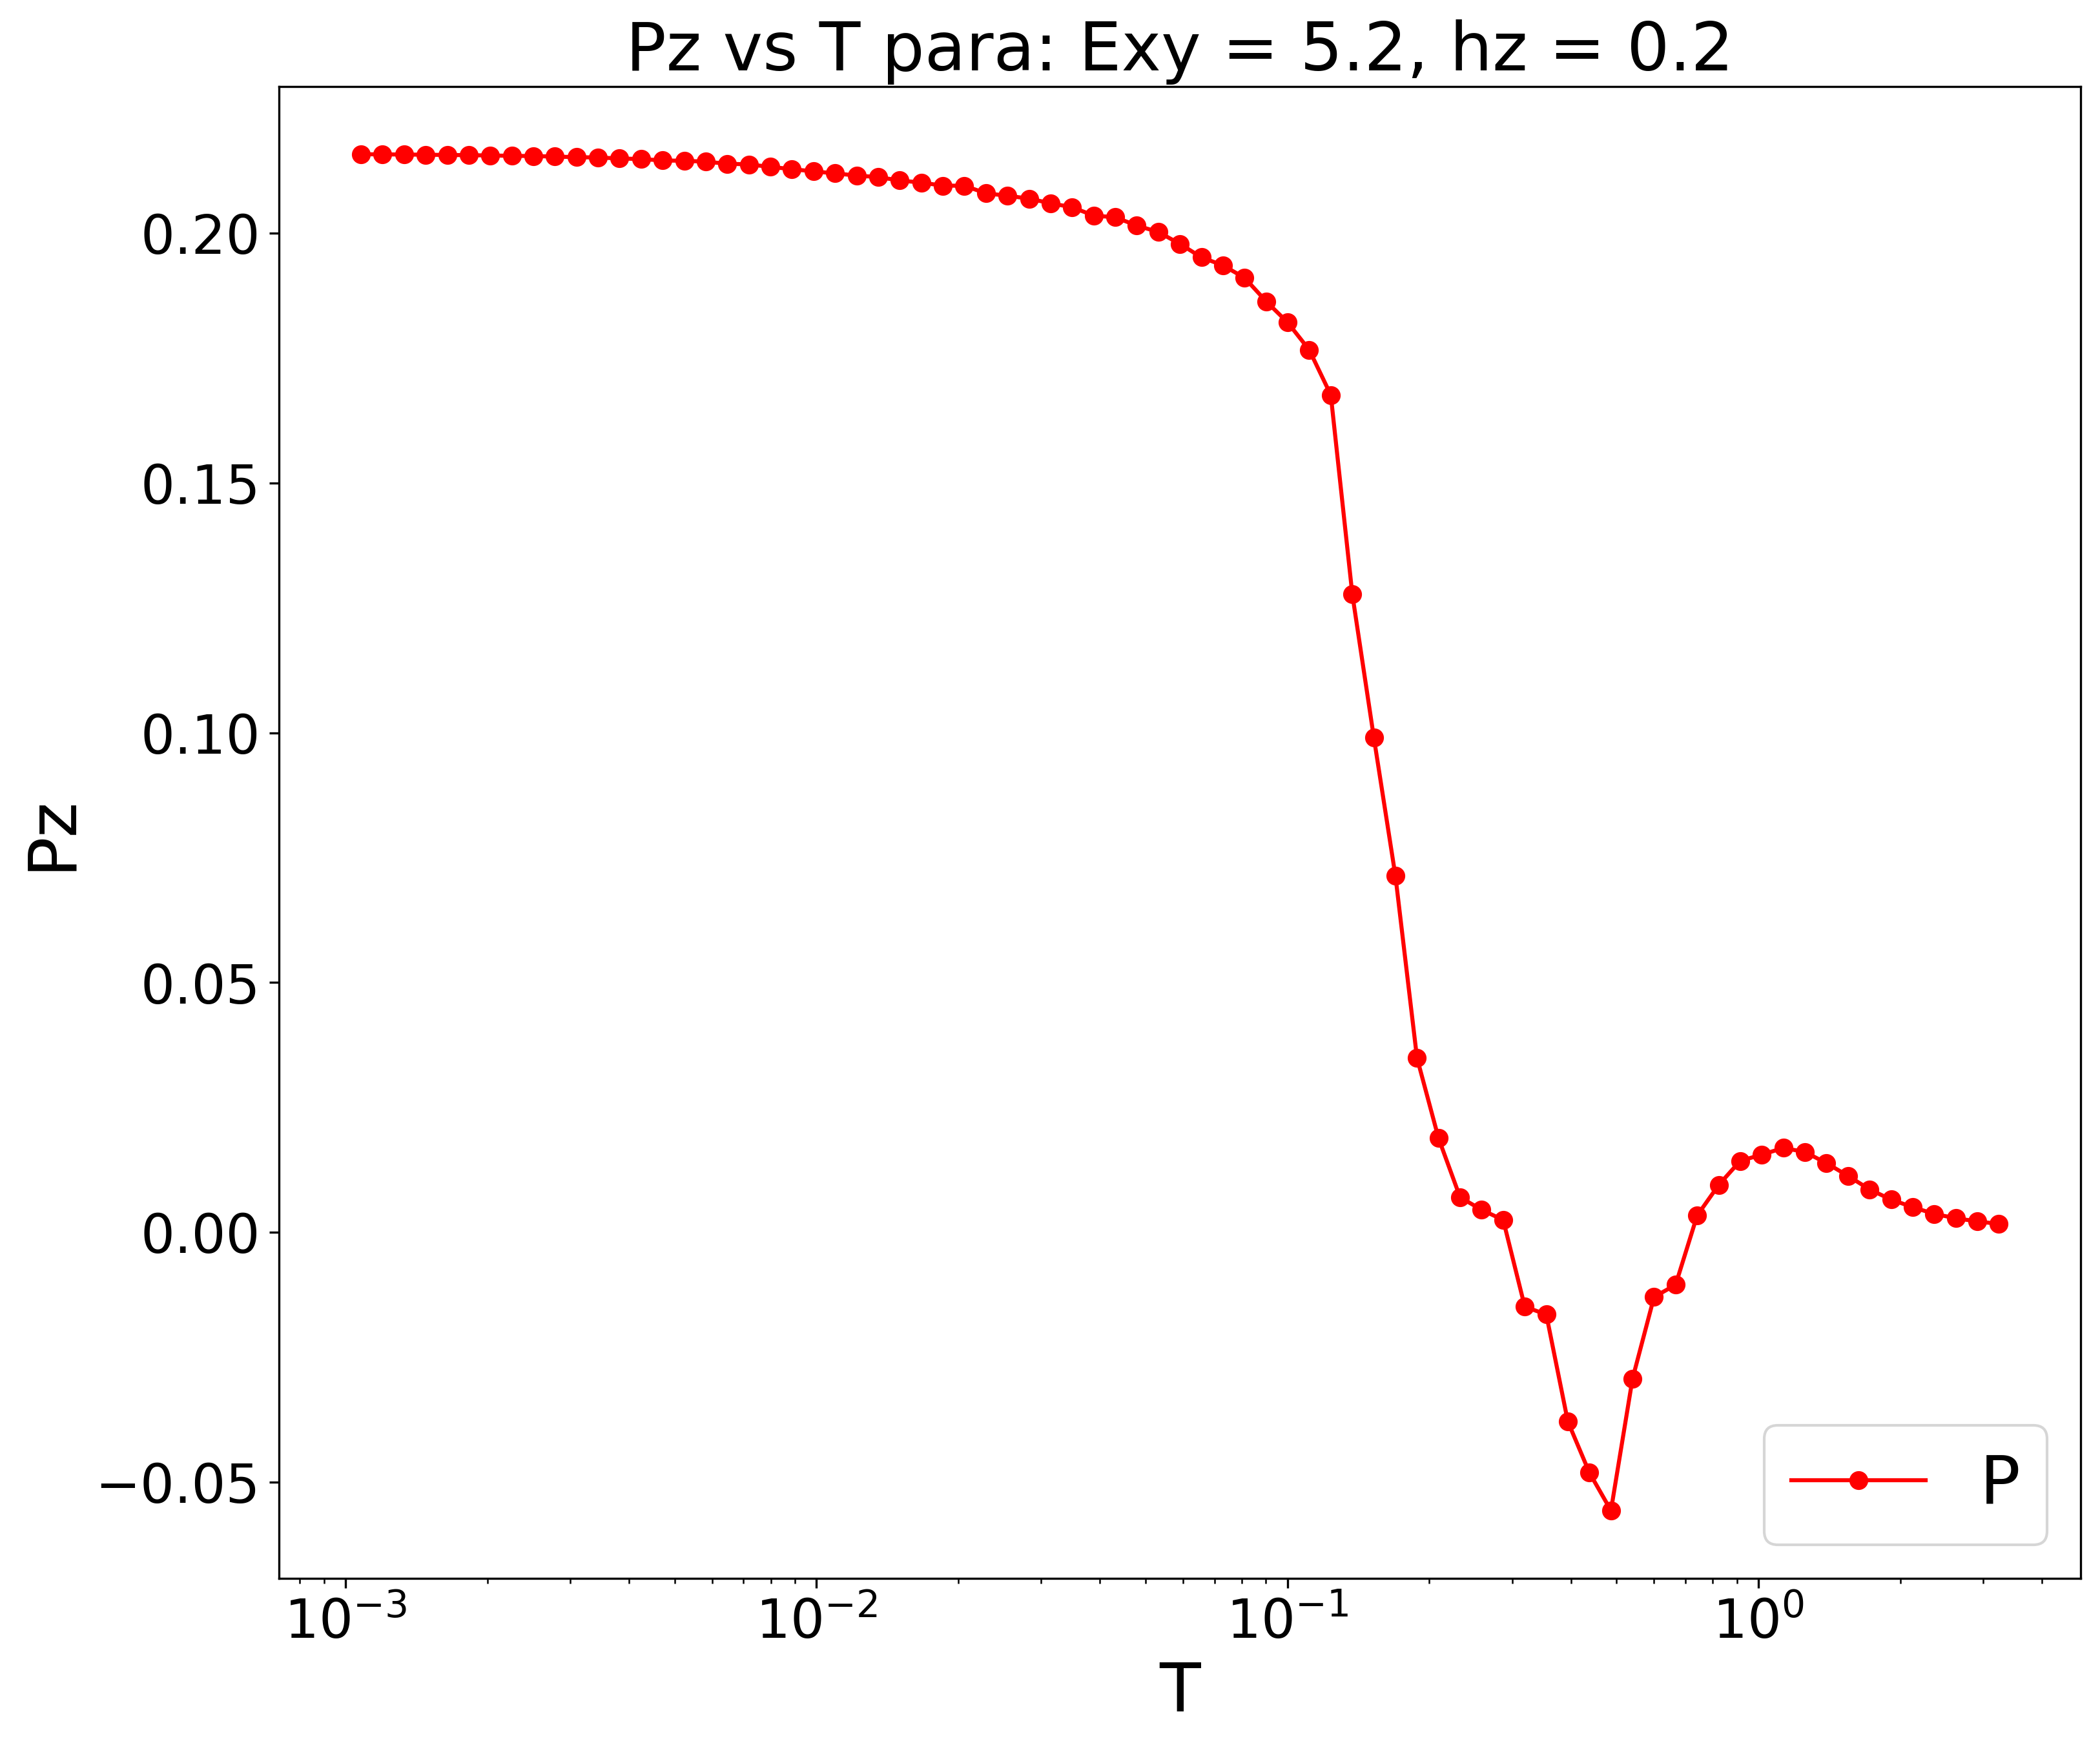 Pz vs T para: Exy = 5.2, hz = 0.2
0.20
0.15
0.10
0.05
0.00
−0.05
Pz
P
10⁻³ 10⁻² 10⁻¹ 10⁰
T